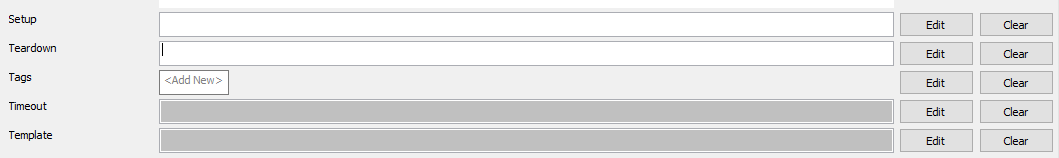 Setup Edit Clear
Teardown Edit Clear
Tags <Add New> Edit Clear
Timeout Edit Clear
Template Edit Clear